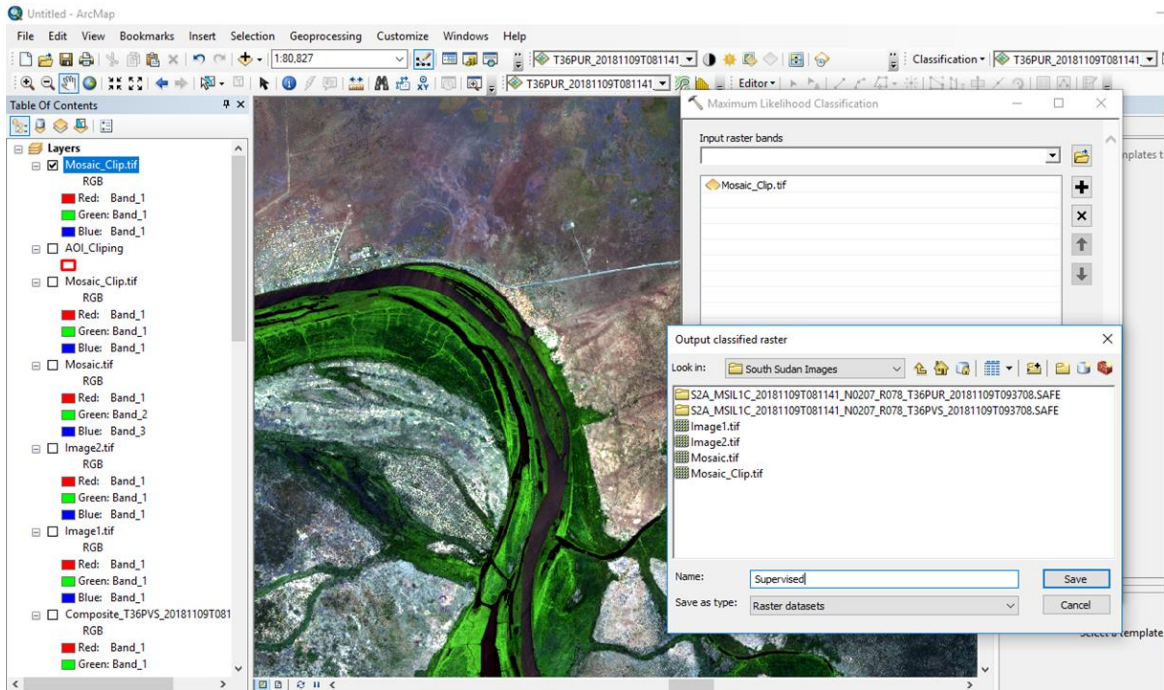 Untitled - ArcMap
File Edit View Bookmarks Insert Selection Geoprocessing Customize Windows Help
1:80,827
T36PUR_20181109T081141_
Classification
T36PUR_20181109T081141_
T36PUR_20181109T081141_
Editor
Table Of Contents
Layers
Mosaic_Clip.tif
RGB
Red: Band_1
Green: Band_1
Blue: Band_1
AOI_Cliping
Mosaic_Clip.tif
RGB
Red: Band_1
Green: Band_1
Blue: Band_1
Mosaic.tif
RGB
Red: Band_1
Green: Band_2
Blue: Band_3
Image2.tif
RGB
Red: Band_1
Green: Band_1
Blue: Band_1
Image1.tif
RGB
Red: Band_1
Green: Band_1
Blue: Band_1
Composite_T36PVS_20181109T081
RGB
Red: Band_1
Green: Band_1
Maximum Likelihood Classification
Input raster bands
Mosaic_Clip.tif
nplates t
Output classified raster
Look in: South Sudan Images
S2A_MSIL1C_20181109T081141_N0207_R078_T36PUR_20181109T093708.SAFE
S2A_MSIL1C_20181109T081141_N0207_R078_T36PVS_20181109T093708.SAFE
Image1.tif
Image2.tif
Mosaic.tif
Mosaic_Clip.tif
Name: Supervised
Save
Save as type: Raster datasets
Cancel